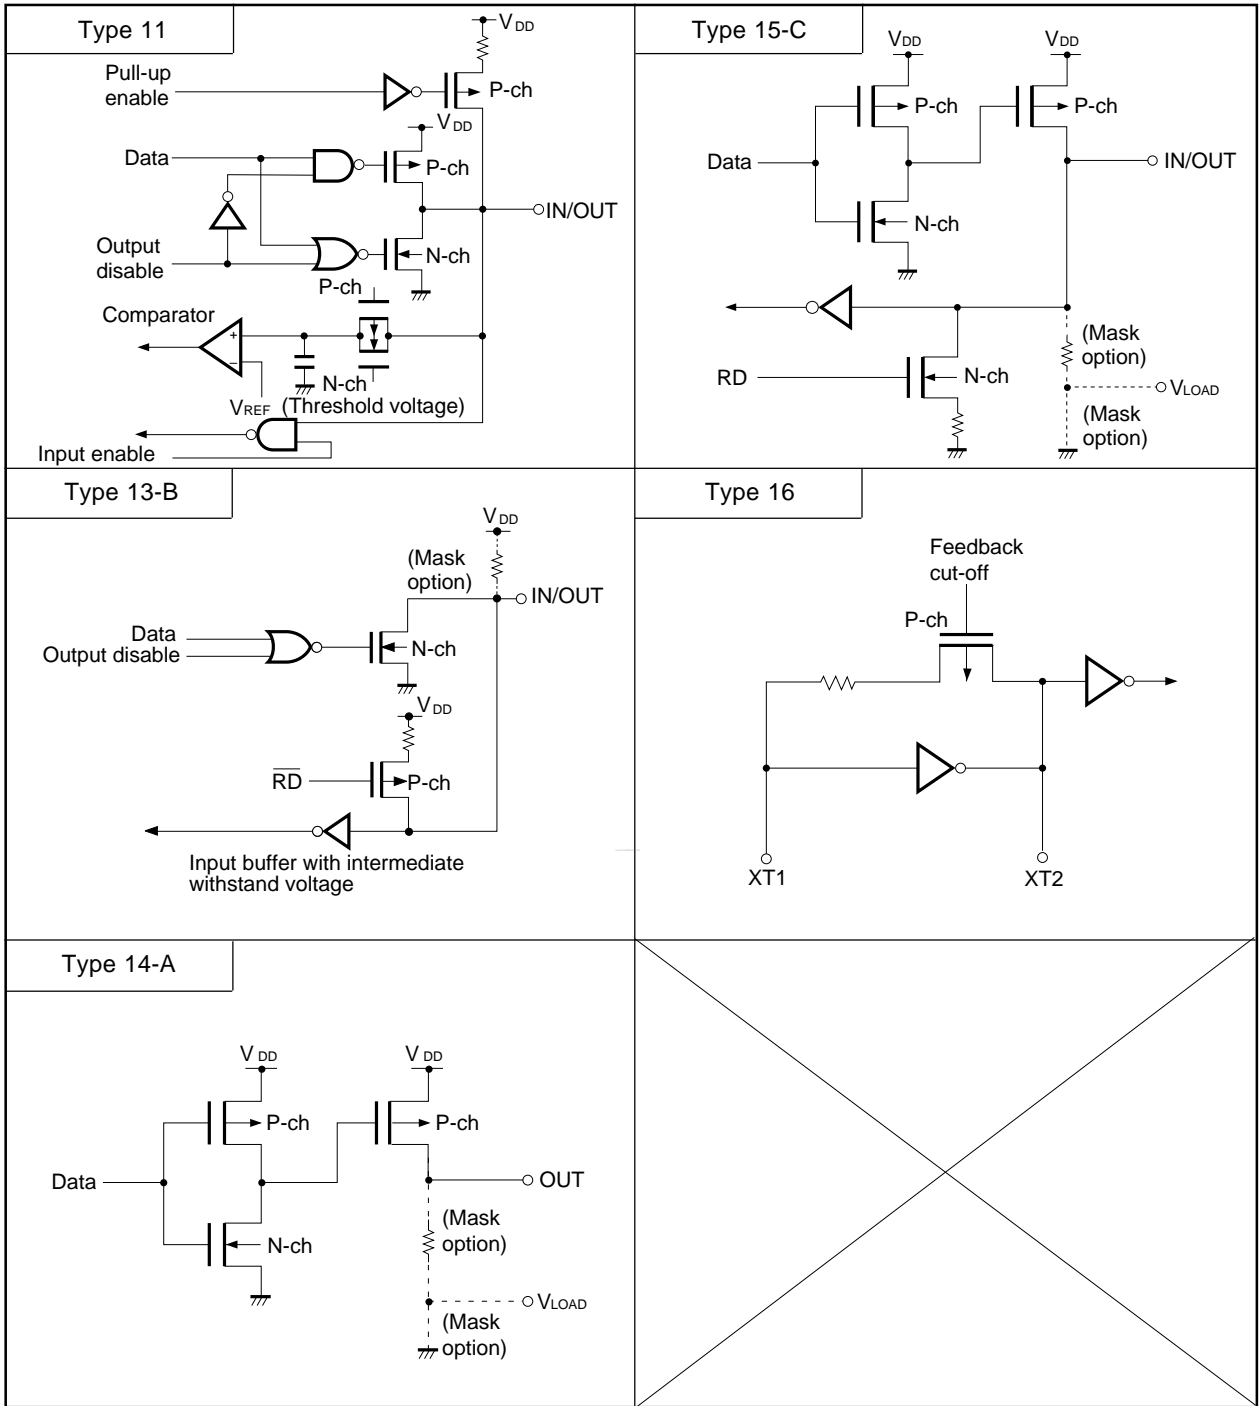 Type 11
VDD
Pull-up
enable
P-ch
VDD
Data
P-ch
IN/OUT
Output
disable
N-ch
P-ch
Comparator
+
−
N-ch
VREF (Threshold voltage)
Input enable
Type 15-C
VDD
VDD
P-ch
P-ch
Data
IN/OUT
N-ch
(Mask
option)
RD
N-ch
VLOAD
(Mask
option)
Type 13-B
VDD
(Mask
option)
IN/OUT
Data
Output disable
N-ch
VDD
RD
P-ch
Input buffer with intermediate
withstand voltage
Type 16
Feedback
cut-off
P-ch
XT1
XT2
Type 14-A
VDD
VDD
P-ch
P-ch
Data
OUT
N-ch
(Mask
option)
VLOAD
(Mask
option)